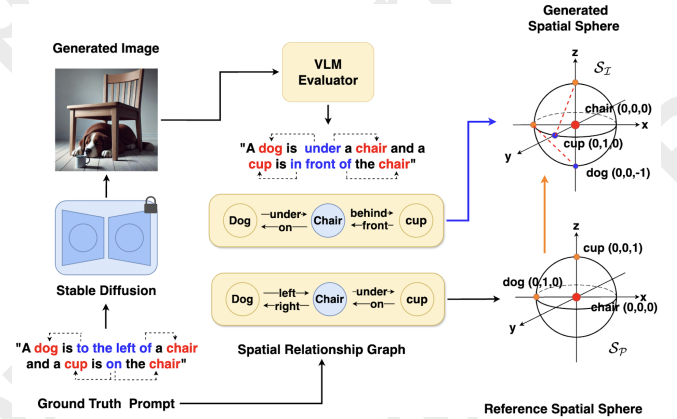 Generated Image
VLM
Evaluator
Generated
Spatial Sphere
z
S_I
chair (0,0,0)
x
cup (0,1,0)
y
dog (0,0,-1)
"A dog is under a chair and a
cup is in front of the chair"
Dog
under
on
Chair
behind
front
cup
Stable Diffusion
Dog
left
right
Chair
under
on
cup
z
cup (0,0,1)
dog (0,1,0)
x
chair (0,0,0)
y
S_P
"A dog is to the left of a chair
and a cup is on the chair"
Spatial Relationship Graph
Ground Truth Prompt
Reference Spatial Sphere